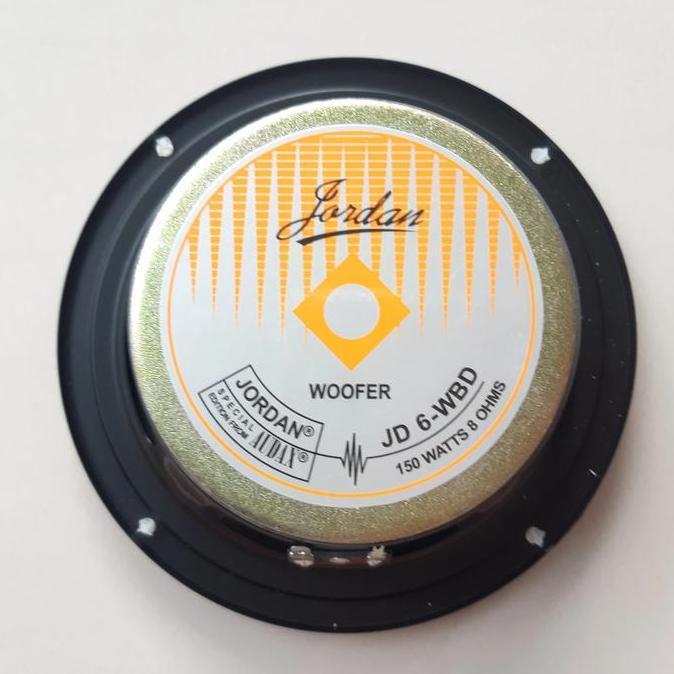 Jordan
WOOFER
JORDAN®
SPECIAL
EDITION FROM
AUDAX®
JD 6-WBD
150 WATTS 8 OHMS